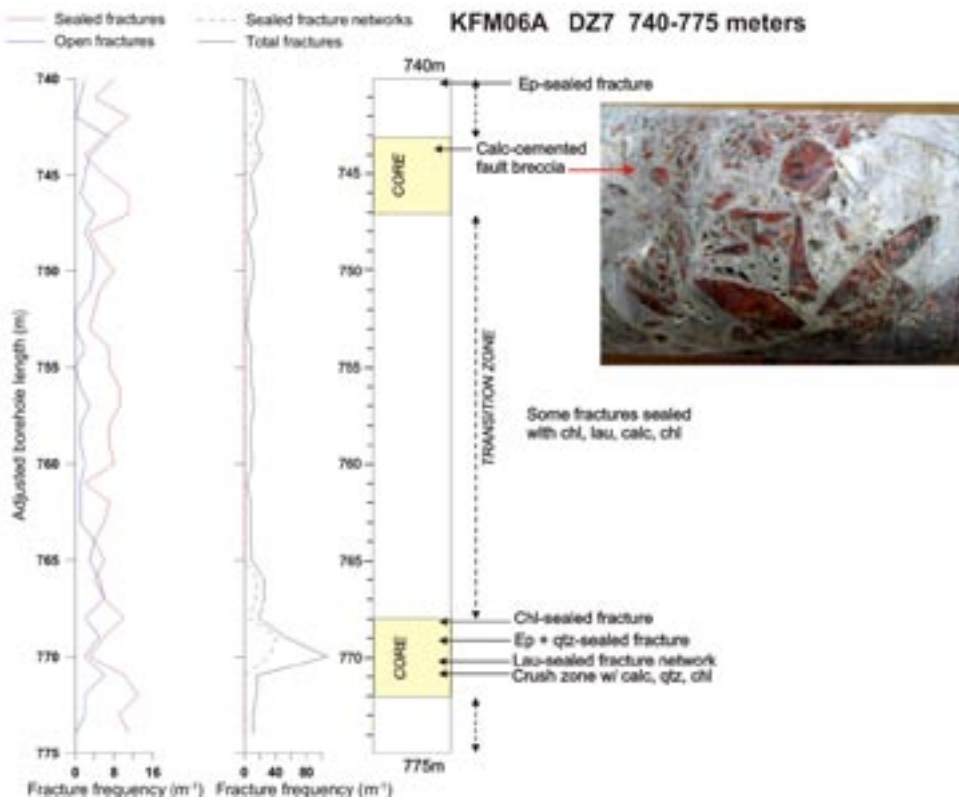 Sealed fractures
Open fractures
Sealed fracture networks
Total fractures
KFM06A DZ7 740-775 meters
740m
Ep-sealed fracture
Calc-cemented
fault breccia
CORE
TRANSITION ZONE
Some fractures sealed
with chl, lau, calc, chl
CORE
Chl-sealed fracture
Ep + qtz-sealed fracture
Lau-sealed fracture network
Crush zone w/ calc, qtz, chl
775m
Adjusted borehole length (m)
740
745
750
755
760
765
770
775
745
750
755
760
765
770
0 8 16
Fracture frequency (m⁻¹)
0 40 80
Fracture frequency (m⁻¹)